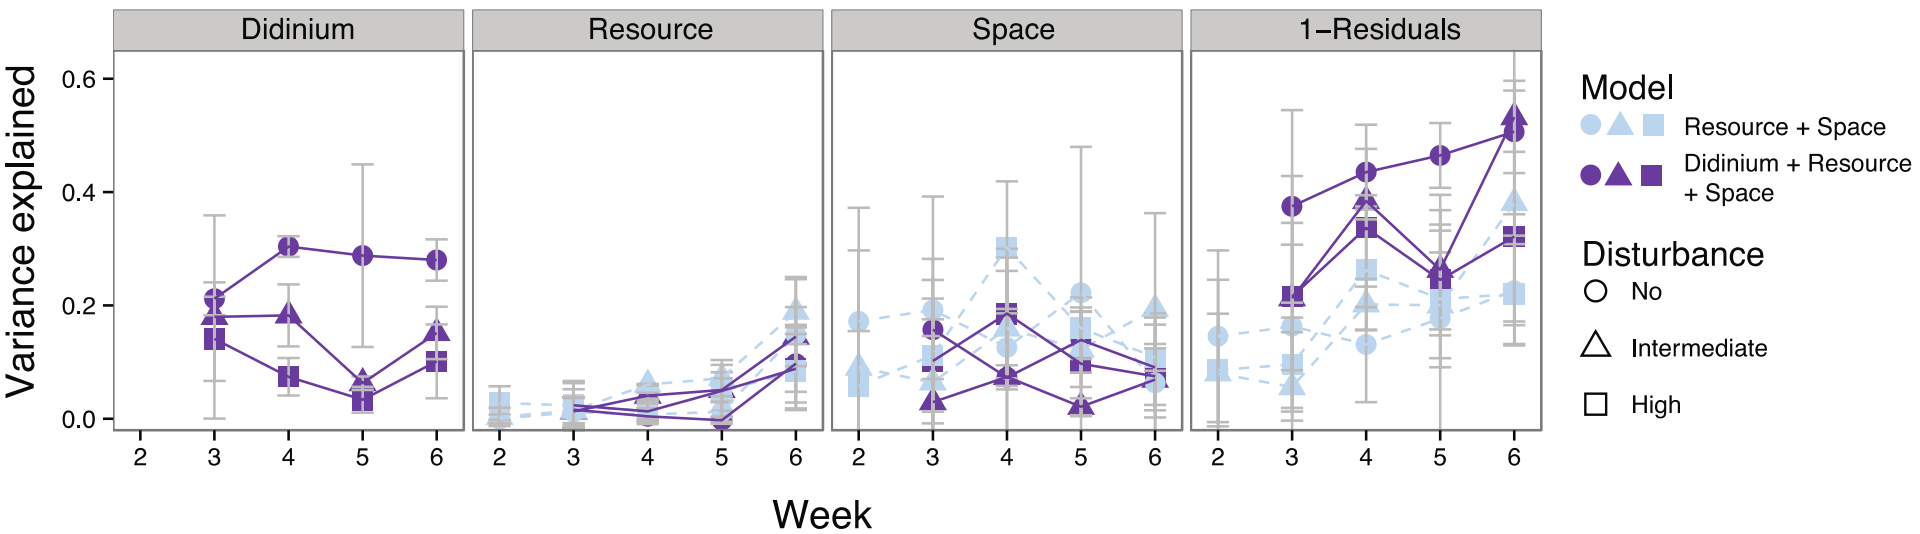 Didinium
Resource
Space
1−Residuals
Variance explained
0.6
0.4
0.2
0.0
2 3 4 5 6
2 3 4 5 6
2 3 4 5 6
2 3 4 5 6
Week
Model
Resource + Space
Didinium + Resource
+ Space
Disturbance
No
Intermediate
High